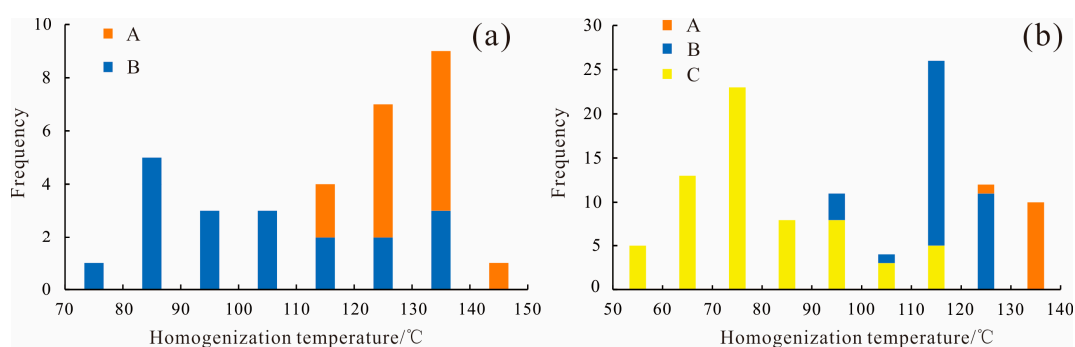 (a)
A
B
Frequency
10
8
6
4
2
0
70 80 90 100 110 120 130 140 150
Homogenization temperature/℃
(b)
A
B
C
Frequency
30
25
20
15
10
5
0
50 60 70 80 90 100 110 120 130 140
Homogenization temperature/℃